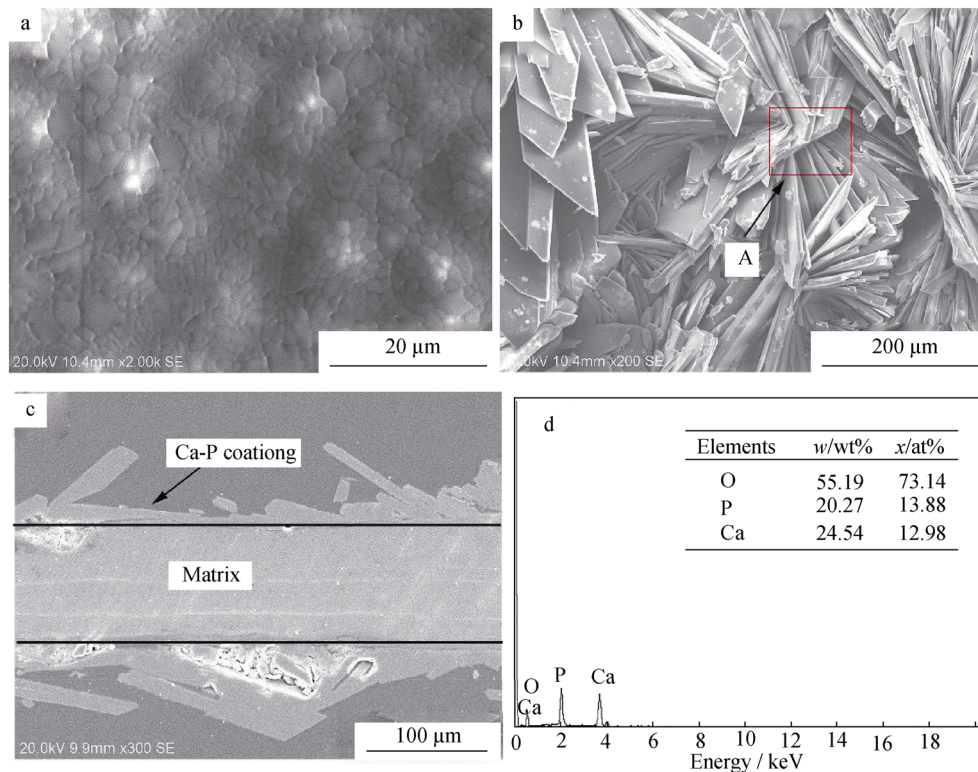 a
20.0kV 10.4mm x2.00k SE
20 μm
b
A
20.0kV 10.4mm x200 SE
200 μm
c
Ca-P coationg
Matrix
20.0kV 9.9mm x300 SE
100 μm
d
Elements w/wt% x/at%
O 55.19 73.14
P 20.27 13.88
Ca 24.54 12.98
O
Ca
P
Ca
0 2 4 6 8 10 12 14 16 18
Energy / keV